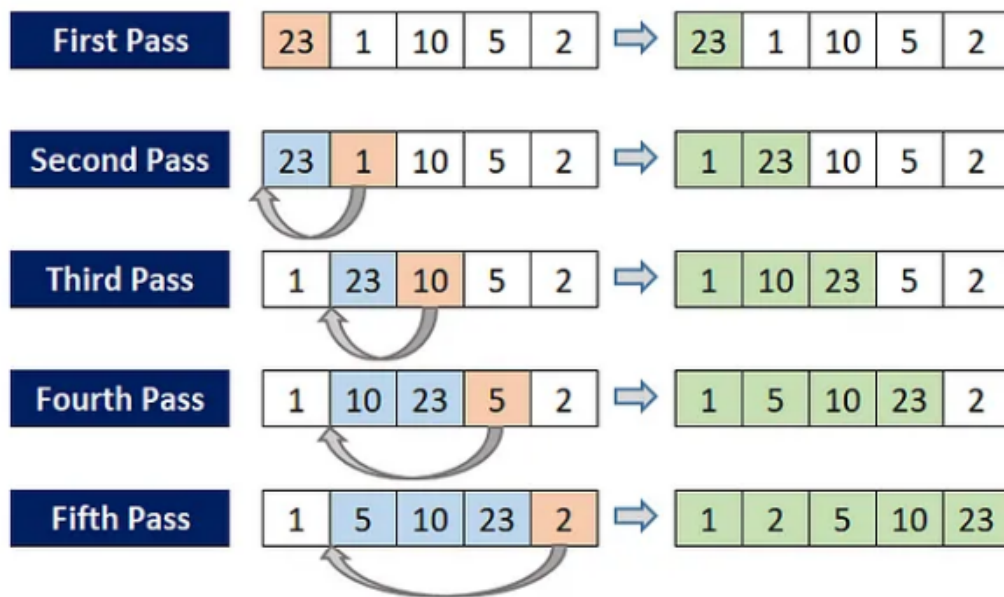 First Pass 23 1 10 5 2 23 1 10 5 2
Second Pass 23 1 10 5 2 1 23 10 5 2
Third Pass 1 23 10 5 2 1 10 23 5 2
Fourth Pass 1 10 23 5 2 1 5 10 23 2
Fifth Pass 1 5 10 23 2 1 2 5 10 23